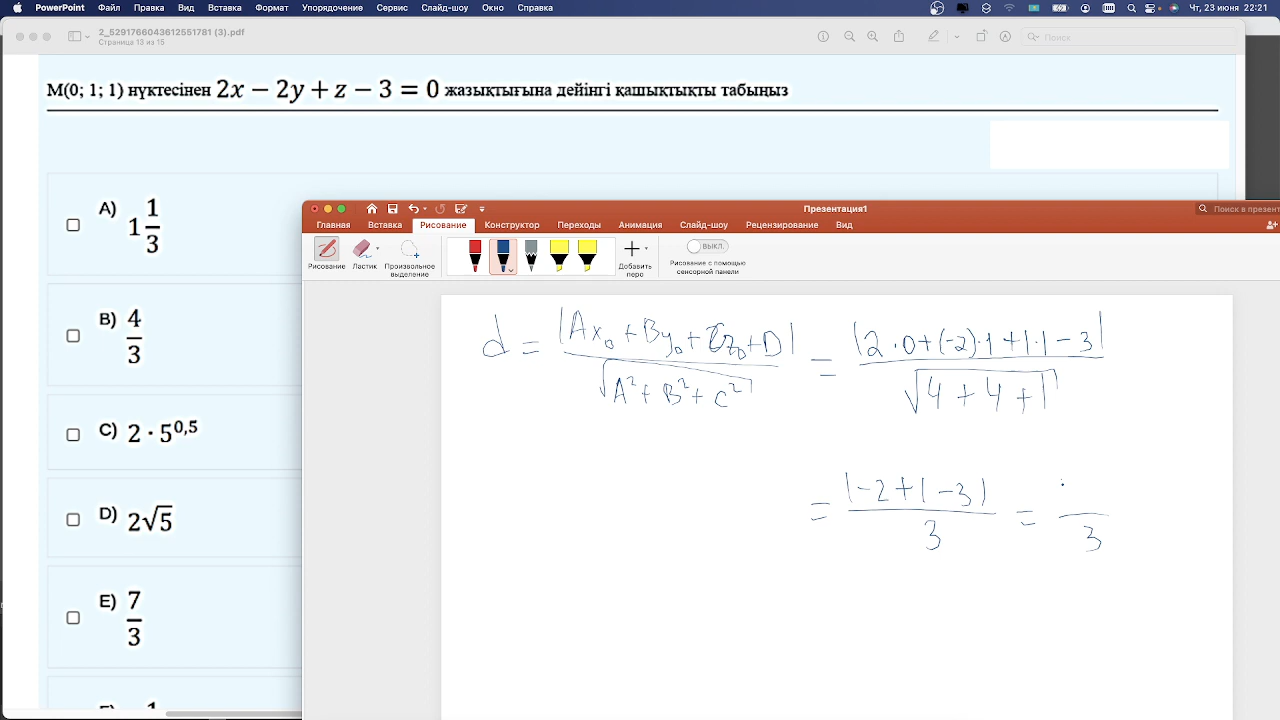 PowerPoint Файл Правка Вид Вставка Формат Упорядочение Сервис Слайд-шоу Окно Справка Чт, 23 июня 22:21
2_5291766043612551781 (3).pdf
Страница 13 из 15
Поиск
М(0; 1; 1) нүктесінен 2x − 2y + z − 3 = 0 жазықтығына дейінгі қашықтықты табыңыз
A) 1 1/3
B) 4/3
C) 2 · 5^0,5
D) 2√5
E) 7/3
F) 1
Презентация1
Поиск в презент
Главная Вставка Рисование Конструктор Переходы Анимация Слайд-шоу Рецензирование Вид
ВЫКЛ.
Рисование Ластик Произвольное выделение Добавить перо Рисование с помощью сенсорной панели
d = |Ax₀ + By₀ + Cz₀ + D| / √(A² + B² + C²) = |2·0 + (-2)·1 + 1·1 − 3| / √(4 + 4 + 1)
= |-2 + 1 − 3| / 3 = / 3